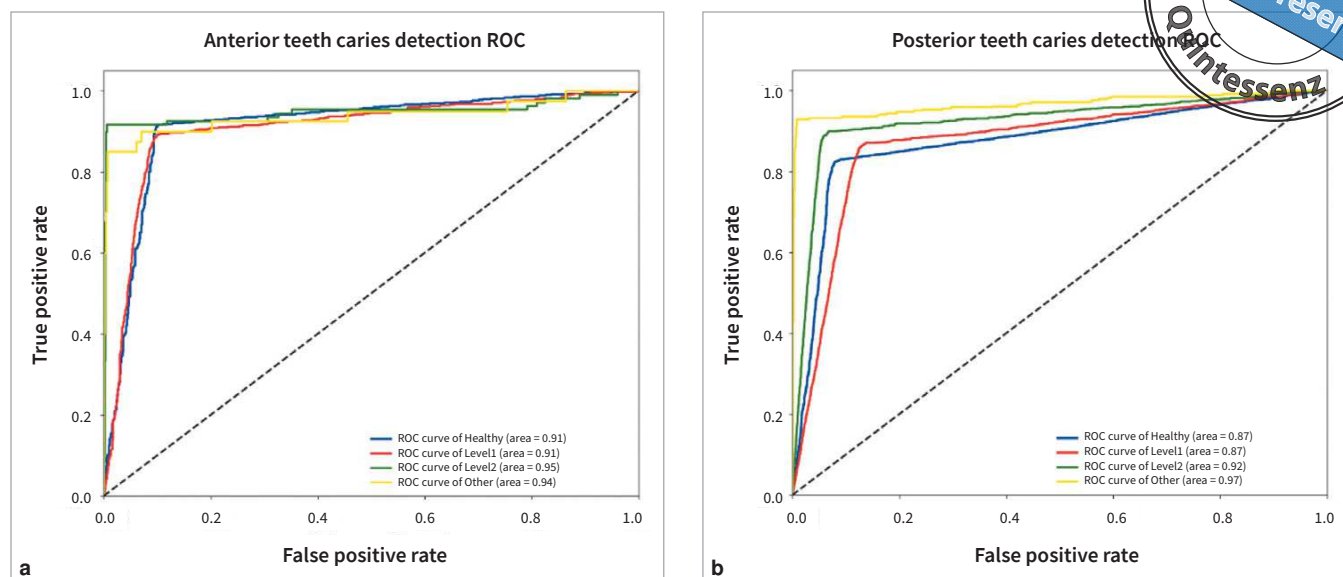 Anterior teeth caries detection ROC
True positive rate
1.0
0.8
0.6
0.4
0.2
0.0
ROC curve of Healthy (area = 0.91)
ROC curve of Level1 (area = 0.91)
ROC curve of Level2 (area = 0.95)
ROC curve of Other (area = 0.94)
0.0 0.2 0.4 0.6 0.8 1.0
False positive rate
a
Posterior teeth caries detection ROC
True positive rate
1.0
0.8
0.6
0.4
0.2
0.0
ROC curve of Healthy (area = 0.87)
ROC curve of Level1 (area = 0.87)
ROC curve of Level2 (area = 0.92)
ROC curve of Other (area = 0.97)
0.0 0.2 0.4 0.6 0.8 1.0
False positive rate
b
Quintessenz